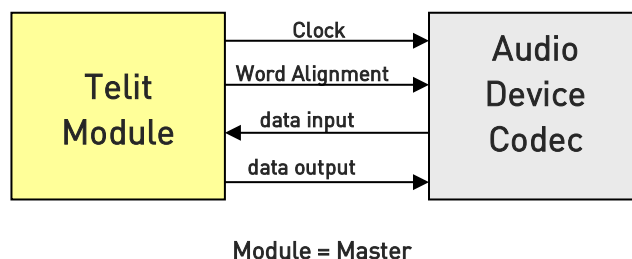 Telit
Module
Clock
Word Alignment
data input
data output
Audio
Device
Codec
Module = Master